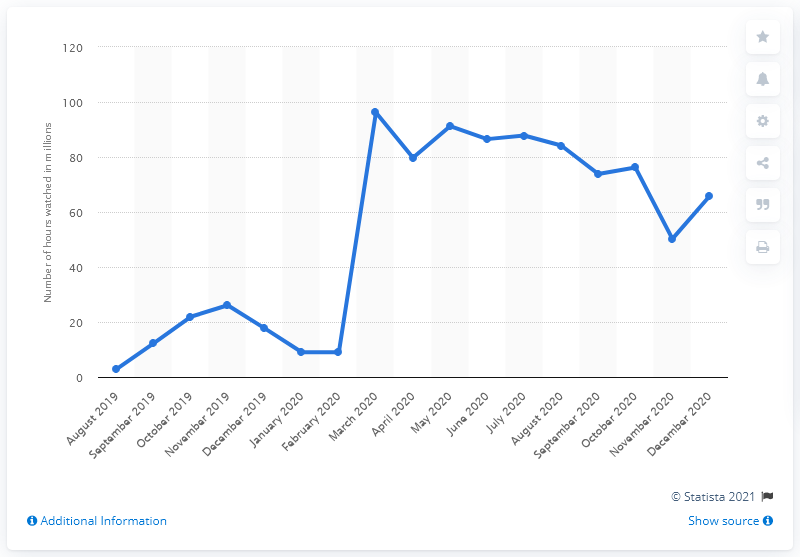 120
100
80
60
40
20
0
Number of hours watched in millions
August 2019
September 2019
October 2019
November 2019
December 2019
January 2020
February 2020
March 2020
April 2020
May 2020
June 2020
July 2020
August 2020
September 2020
October 2020
November 2020
December 2020
© Statista 2021
Additional Information
Show source